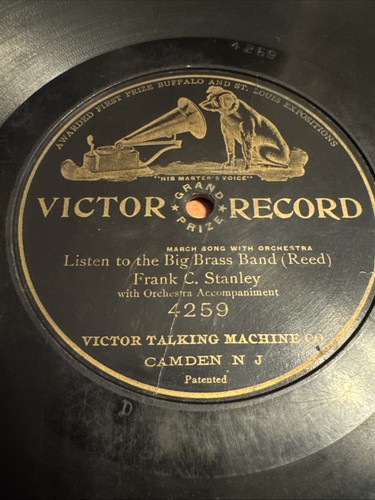 4259
AWARDED FIRST PRIZE BUFFALO AND ST. LOUIS EXPOSITIONS
"HIS MASTER'S VOICE"
GRAND PRIZE
VICTOR RECORD
MARCH SONG WITH ORCHESTRA
Listen to the Big Brass Band (Reed)
Frank C. Stanley
with Orchestra Accompaniment
4259
VICTOR TALKING MACHINE CO.
CAMDEN N J
Patented
D